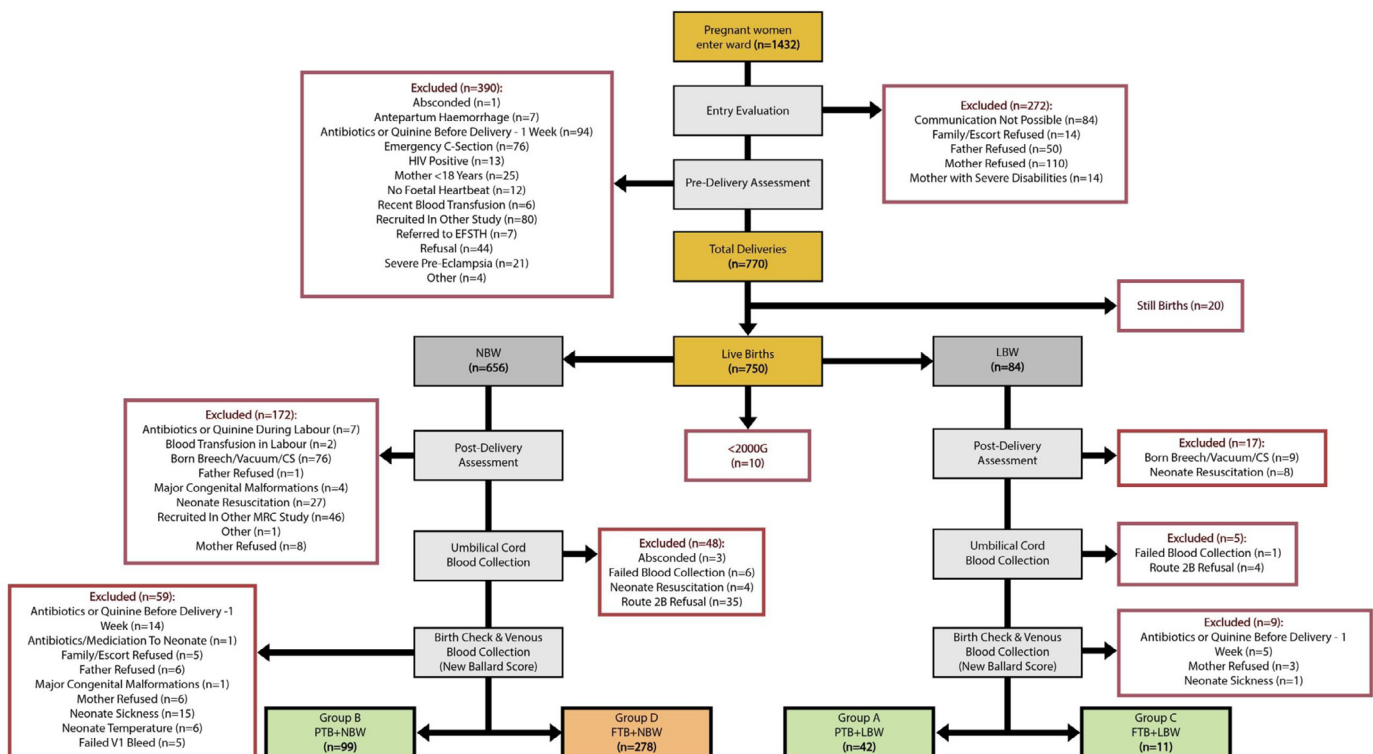 Pregnant women
enter ward (n=1432)
Excluded (n=390):
Absconded (n=1)
Antepartum Haemorrhage (n=7)
Antibiotics or Quinine Before Delivery - 1 Week (n=94)
Emergency C-Section (n=76)
HIV Positive (n=13)
Mother <18 Years (n=25)
No Foetal Heartbeat (n=12)
Recent Blood Transfusion (n=6)
Recruited In Other Study (n=80)
Referred to EFSTH (n=7)
Refusal (n=44)
Severe Pre-Eclampsia (n=21)
Other (n=4)
Entry Evaluation
Excluded (n=272):
Communication Not Possible (n=84)
Family/Escort Refused (n=14)
Father Refused (n=50)
Mother Refused (n=110)
Mother with Severe Disabilities (n=14)
Pre-Delivery Assessment
Total Deliveries
(n=770)
Still Births (n=20)
NBW
(n=656)
Live Births
(n=750)
LBW
(n=84)
Excluded (n=172):
Antibiotics or Quinine During Labour (n=7)
Blood Transfusion in Labour (n=2)
Born Breech/Vacuum/CS (n=76)
Father Refused (n=1)
Major Congenital Malformations (n=4)
Neonate Resuscitation (n=27)
Recruited In Other MRC Study (n=46)
Other (n=1)
Mother Refused (n=8)
Post-Delivery
Assessment
<2000G
(n=10)
Post-Delivery
Assessment
Excluded (n=17):
Born Breech/Vacuum/CS (n=9)
Neonate Resuscitation (n=8)
Umbilical Cord
Blood Collection
Excluded (n=48):
Absconded (n=3)
Failed Blood Collection (n=6)
Neonate Resuscitation (n=4)
Route 2B Refusal (n=35)
Umbilical Cord
Blood Collection
Excluded (n=5):
Failed Blood Collection (n=1)
Route 2B Refusal (n=4)
Excluded (n=59):
Antibiotics or Quinine Before Delivery -1
Week (n=14)
Antibiotics/Mediciation To Neonate (n=1)
Family/Escort Refused (n=5)
Father Refused (n=6)
Major Congenital Malformations (n=1)
Mother Refused (n=6)
Neonate Sickness (n=15)
Neonate Temperature (n=6)
Failed V1 Bleed (n=5)
Birth Check & Venous
Blood Collection
(New Ballard Score)
Birth Check & Venous
Blood Collection
(New Ballard Score)
Excluded (n=9):
Antibiotics or Quinine Before Delivery - 1
Week (n=5)
Mother Refused (n=3)
Neonate Sickness (n=1)
Group B
PTB+NBW
(n=99)
Group D
FTB+NBW
(n=278)
Group A
PTB+LBW
(n=42)
Group C
FTB+LBW
(n=11)